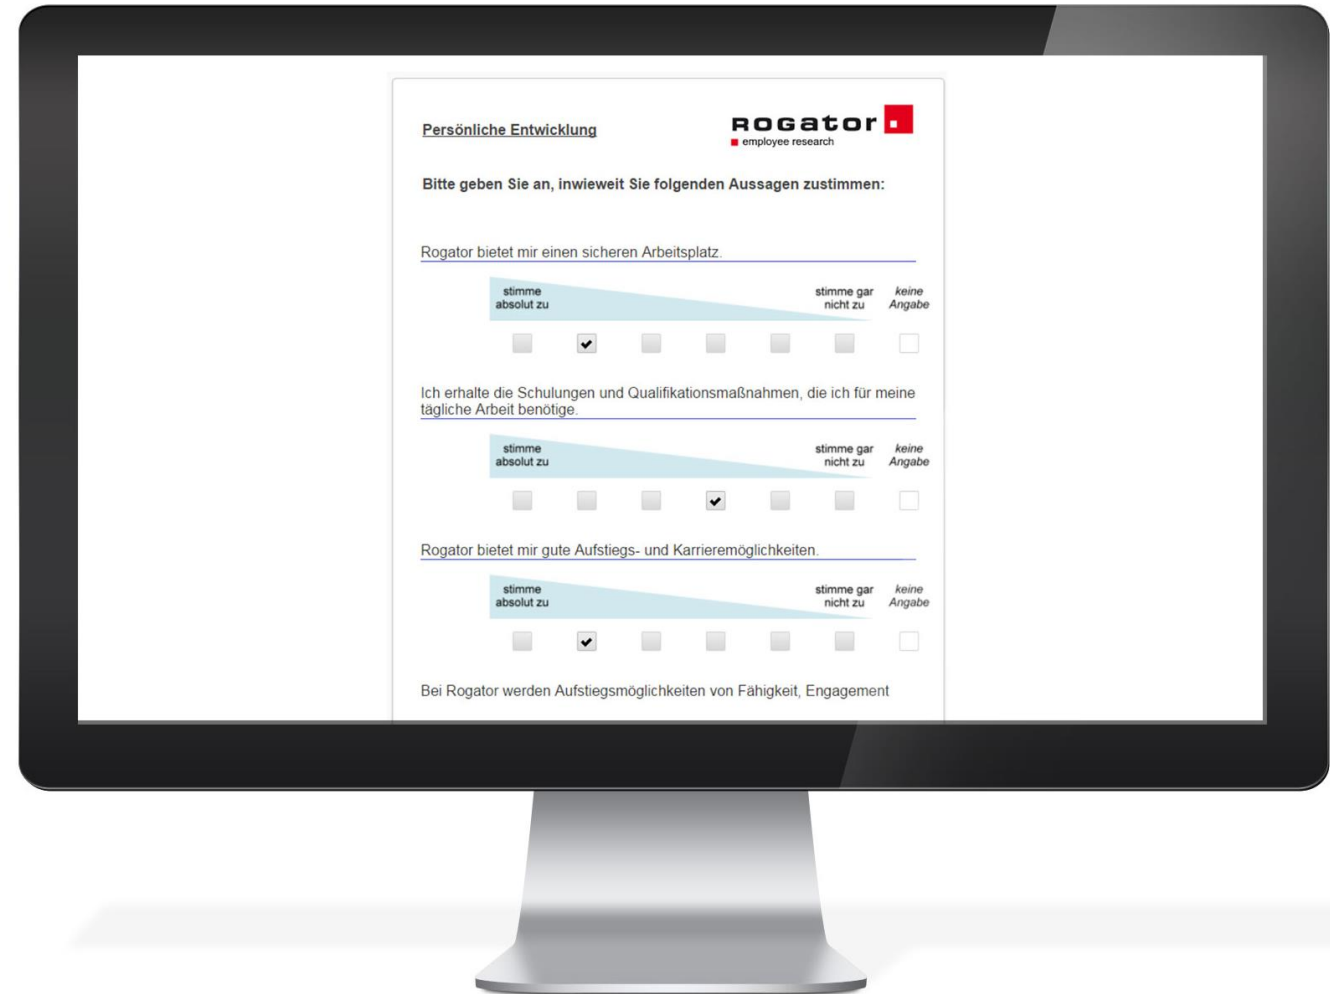 Persönliche Entwicklung
Rogator
employee research
Bitte geben Sie an, inwieweit Sie folgenden Aussagen zustimmen:
Rogator bietet mir einen sicheren Arbeitsplatz.
stimme
absolut zu
stimme gar
nicht zu
keine
Angabe
Ich erhalte die Schulungen und Qualifikationsmaßnahmen, die ich für meine
tägliche Arbeit benötige.
stimme
absolut zu
stimme gar
nicht zu
keine
Angabe
Rogator bietet mir gute Aufstiegs- und Karrieremöglichkeiten.
stimme
absolut zu
stimme gar
nicht zu
keine
Angabe
Bei Rogator werden Aufstiegsmöglichkeiten von Fähigkeit, Engagement